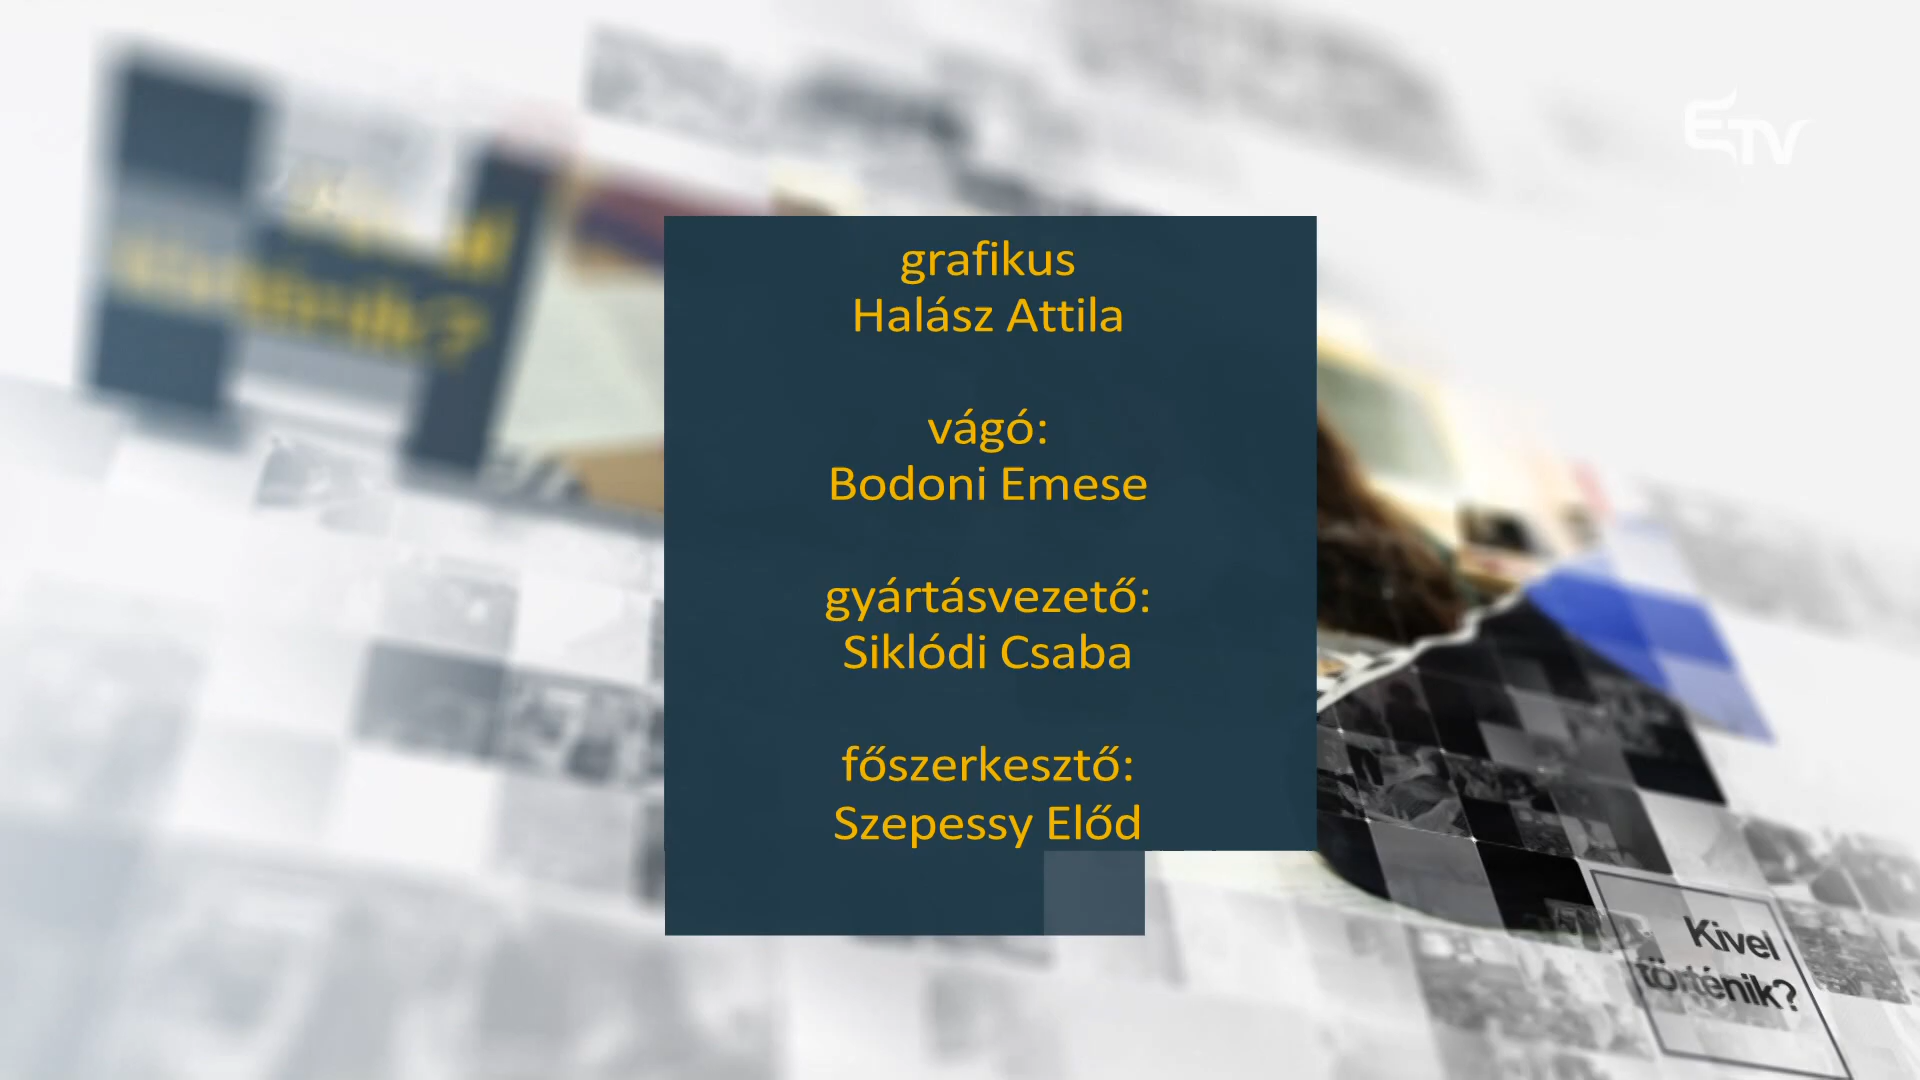 ETV
grafikus
Halász Attila
vágó:
Bodoni Emese
gyártásvezető:
Siklódi Csaba
főszerkesztő:
Szepessy Előd
Kivel
történik?